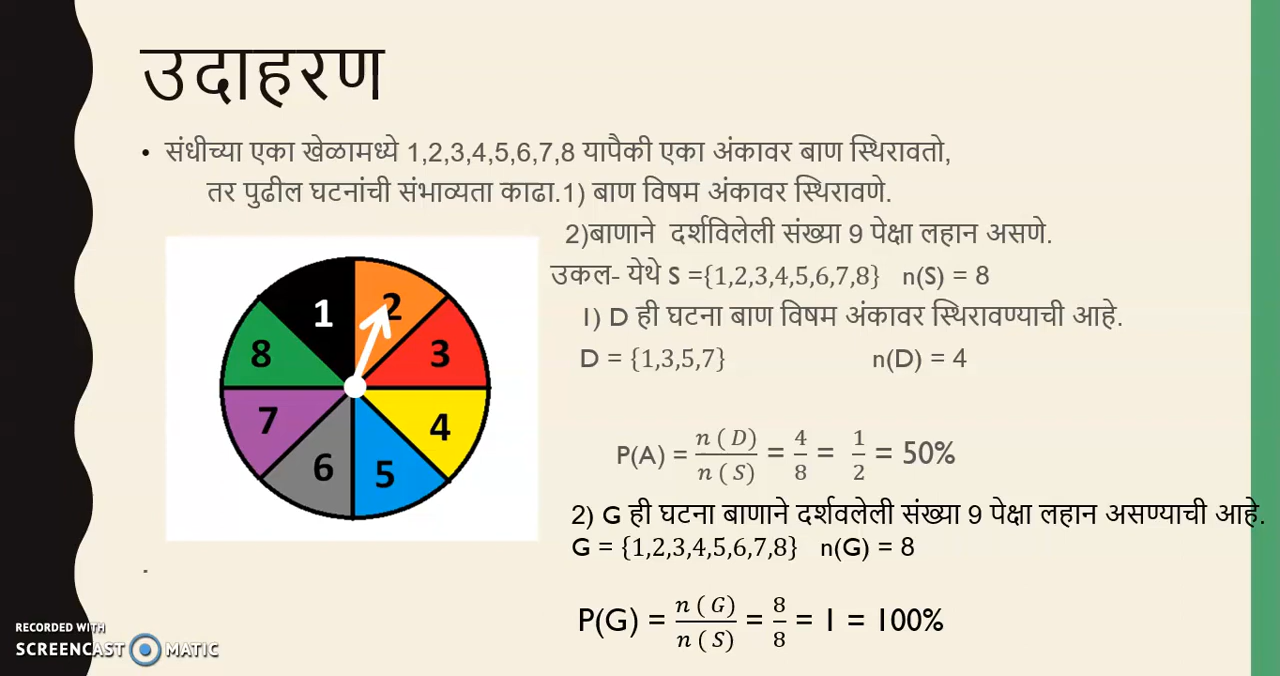 उदाहरण
• संधीच्या एका खेळामध्ये 1,2,3,4,5,6,7,8 यापैकी एका अंकावर बाण स्थिरावतो,
तर पुढील घटनांची संभाव्यता काढा.1) बाण विषम अंकावर स्थिरावणे.
2)बाणाने दर्शविलेली संख्या 9 पेक्षा लहान असणे.
उकल- येथे S ={1,2,3,4,5,6,7,8} n(S) = 8
1) D ही घटना बाण विषम अंकावर स्थिरावण्याची आहे.
D = {1,3,5,7} n(D) = 4
P(A) = n ( D) / n ( S) = 4/8 = 1/2 = 50%
2) G ही घटना बाणाने दर्शवलेली संख्या 9 पेक्षा लहान असण्याची आहे.
G = {1,2,3,4,5,6,7,8} n(G) = 8
P(G) = n ( G) / n ( S) = 8/8 = 1 = 100%
1
2
3
4
5
6
7
8
RECORDED WITH
SCREENCAST MATIC